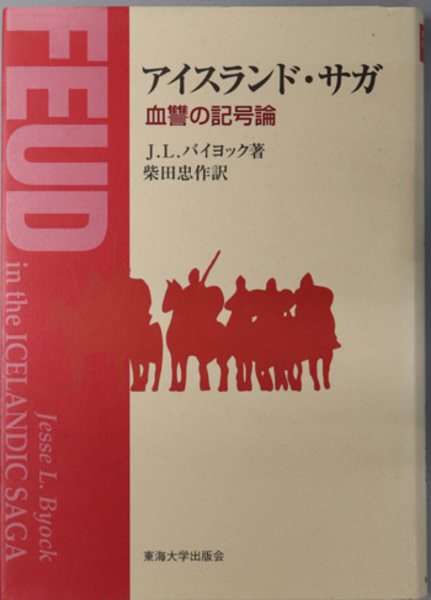 アイスランド・サガ
血讐の記号論
J.L.バイヨック著
柴田忠作訳
FEUD
in the ICELANDIC SAGA
Jesse L. Byock
東海大学出版会